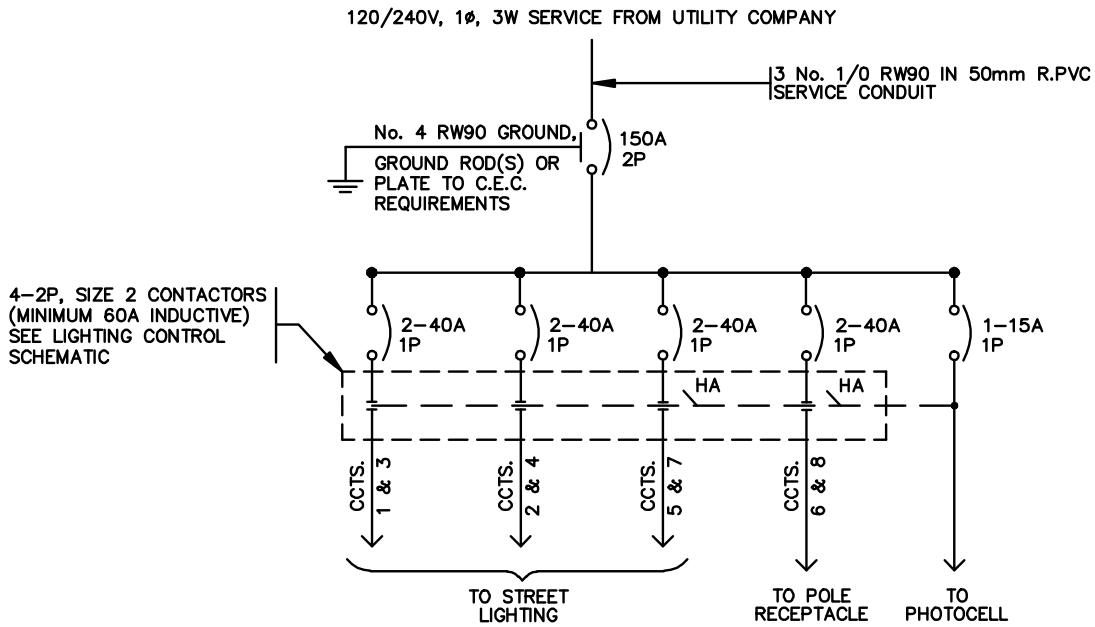 120/240V, 1ø, 3W SERVICE FROM UTILITY COMPANY
3 No. 1/0 RW90 IN 50mm R.PVC
SERVICE CONDUIT
No. 4 RW90 GROUND,
GROUND ROD(S) OR
PLATE TO C.E.C.
REQUIREMENTS
150A
2P
4-2P, SIZE 2 CONTACTORS
(MINIMUM 60A INDUCTIVE)
SEE LIGHTING CONTROL
SCHEMATIC
2-40A
1P
2-40A
1P
2-40A
1P
2-40A
1P
1-15A
1P
HA
HA
CCTS.
1 & 3
CCTS.
2 & 4
CCTS.
5 & 7
CCTS.
6 & 8
TO STREET
LIGHTING
TO POLE
RECEPTACLE
TO
PHOTOCELL